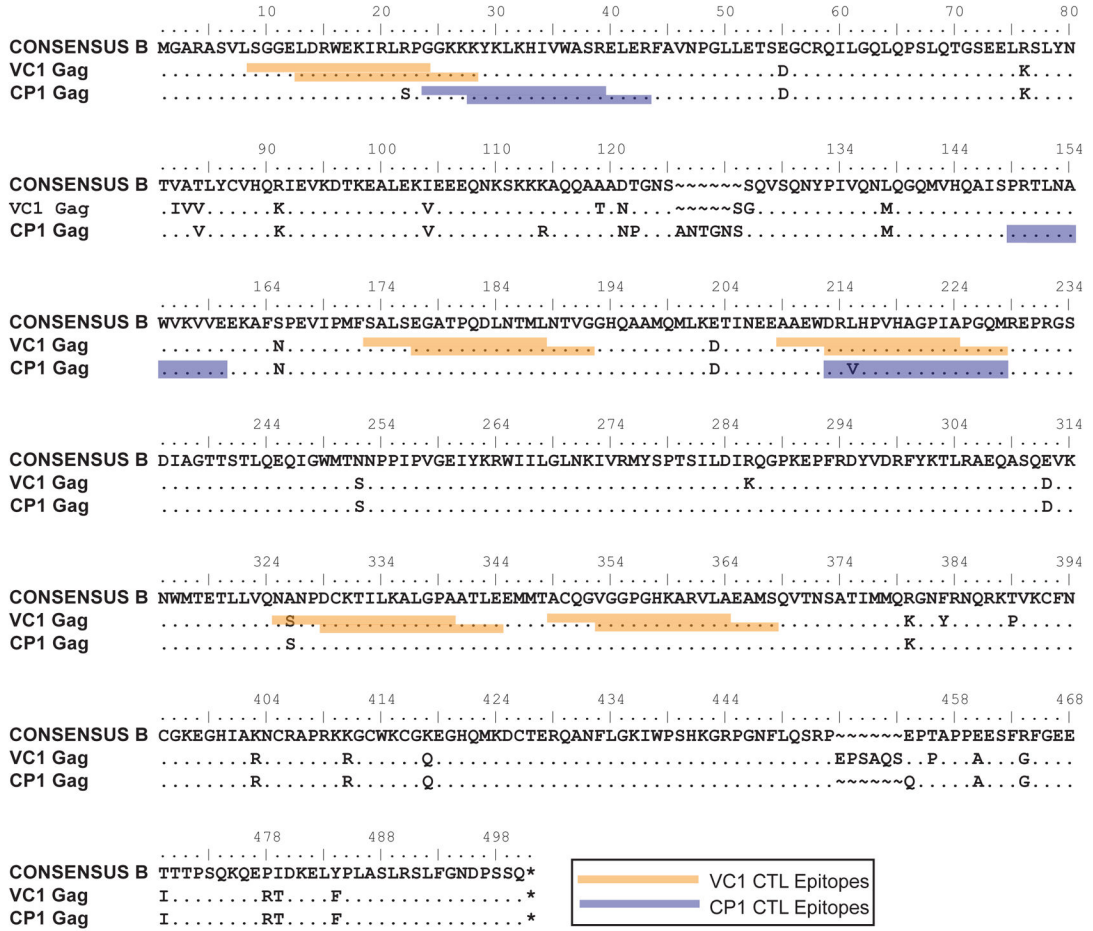 10 20 30 40 50 60 70 80
CONSENSUS B MGARASVLSGGELDRWEKIRLRPGGKKKYKLKHIVWASRELERFAVNPGLLETSEGCRQILGQLQPSLQTGSEELRSLYN
VC1 Gag ......................................................D....................K....
CP1 Gag .....................S................................D....................K....
90 100 110 120 134 144 154
CONSENSUS B TVATLYCVHQRIEVKDTKEALEKIEEEQNKSKKKAQQAAADTGNS~~~~~~SQVSQNYPIVQNLQGQMVHQAISPRTLNA
VC1 Gag .IVV......K............V..............T.N....~~~~~SG...........M................
CP1 Gag ...V......K............V.........R......NP...ANTGNS............M................
164 174 184 194 204 214 224 234
CONSENSUS B WVKVVEEKAFSPEVIPMFSALSEGATPQDLNTMLNTVGGHQAAMQMLKETINEEAAEWDRLHPVHAGPIAPGQMREPRGS
VC1 Gag ..........N.....................................D...............................
CP1 Gag ..........N.....................................D...........V...................
244 254 264 274 284 294 304 314
CONSENSUS B DIAGTTSTLQEQIGWMTNNPPIPVGEIYKRWIILGLNKIVRMYSPTSILDIRQGPKEPFRDYVDRFYKTLRAEQASQEVK
VC1 Gag .................S.................................K.........................D..
CP1 Gag .................S...........................................................D..
324 334 344 354 364 374 384 394
CONSENSUS B NWMTETLLVQNANPDCKTILKALGPAATLEEMMTACQGVGGPGHKARVLAEAMSQVTNSATIMMQRGNFRNQRKTVKCFN
VC1 Gag ...........S.....................................................K..Y.....P.....
CP1 Gag ...........S.....................................................K..............
404 414 424 434 444 458 468
CONSENSUS B CGKEGHIAKNCRAPRKKGCWKCGKEGHQMKDCTERQANFLGKIWPSHKGRPGNFLQSRP~~~~~~EPTAPPEESFRFGEE
VC1 Gag ........R.......R......Q...................................EPSAQS..P...A...G....
CP1 Gag ........R.......R......Q...................................~~~~~~Q.....A...G....
478 488 498
CONSENSUS B TTTPSQKQEPIDKELYPLASLRSLFGNDPSSQ*
VC1 Gag I........RT....F................*
CP1 Gag I........RT....F................*
VC1 CTL Epitopes
CP1 CTL Epitopes